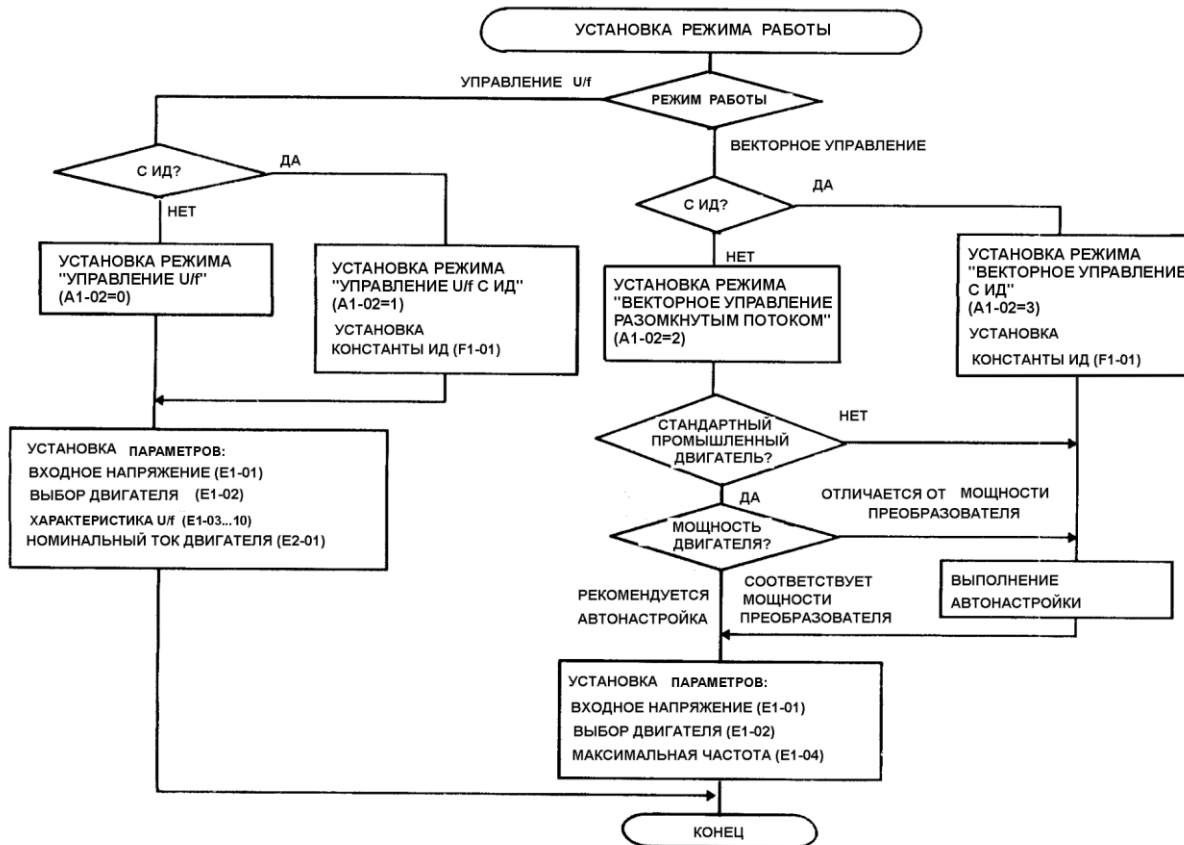 УСТАНОВКА РЕЖИМА РАБОТЫ
УПРАВЛЕНИЕ U/f
РЕЖИМ РАБОТЫ
ВЕКТОРНОЕ УПРАВЛЕНИЕ
С ИД?
ДА
НЕТ
С ИД?
ДА
НЕТ
УСТАНОВКА РЕЖИМА
"УПРАВЛЕНИЕ U/f"
(A1-02=0)
УСТАНОВКА РЕЖИМА
"УПРАВЛЕНИЕ U/f С ИД"
(A1-02=1)
УСТАНОВКА
КОНСТАНТЫ ИД (F1-01)
УСТАНОВКА РЕЖИМА
"ВЕКТОРНОЕ УПРАВЛЕНИЕ
РАЗОМКНУТЫМ ПОТОКОМ"
(A1-02=2)
УСТАНОВКА РЕЖИМА
"ВЕКТОРНОЕ УПРАВЛЕНИЕ
С ИД"
(A1-02=3)
УСТАНОВКА
КОНСТАНТЫ ИД (F1-01)
СТАНДАРТНЫЙ
ПРОМЫШЛЕННЫЙ
ДВИГАТЕЛЬ?
НЕТ
ДА
УСТАНОВКА ПАРАМЕТРОВ:
ВХОДНОЕ НАПРЯЖЕНИЕ (E1-01)
ВЫБОР ДВИГАТЕЛЯ (E1-02)
ХАРАКТЕРИСТИКА U/f (E1-03...10)
НОМИНАЛЬНЫЙ ТОК ДВИГАТЕЛЯ (E2-01)
МОЩНОСТЬ
ДВИГАТЕЛЯ?
ОТЛИЧАЕТСЯ ОТ МОЩНОСТИ
ПРЕОБРАЗОВАТЕЛЯ
РЕКОМЕНДУЕТСЯ
АВТОНАСТРОЙКА
СООТВЕТСТВУЕТ
МОЩНОСТИ
ПРЕОБРАЗОВАТЕЛЯ
ВЫПОЛНЕНИЕ
АВТОНАСТРОЙКИ
УСТАНОВКА ПАРАМЕТРОВ:
ВХОДНОЕ НАПРЯЖЕНИЕ (E1-01)
ВЫБОР ДВИГАТЕЛЯ (E1-02)
МАКСИМАЛЬНАЯ ЧАСТОТА (E1-04)
КОНЕЦ